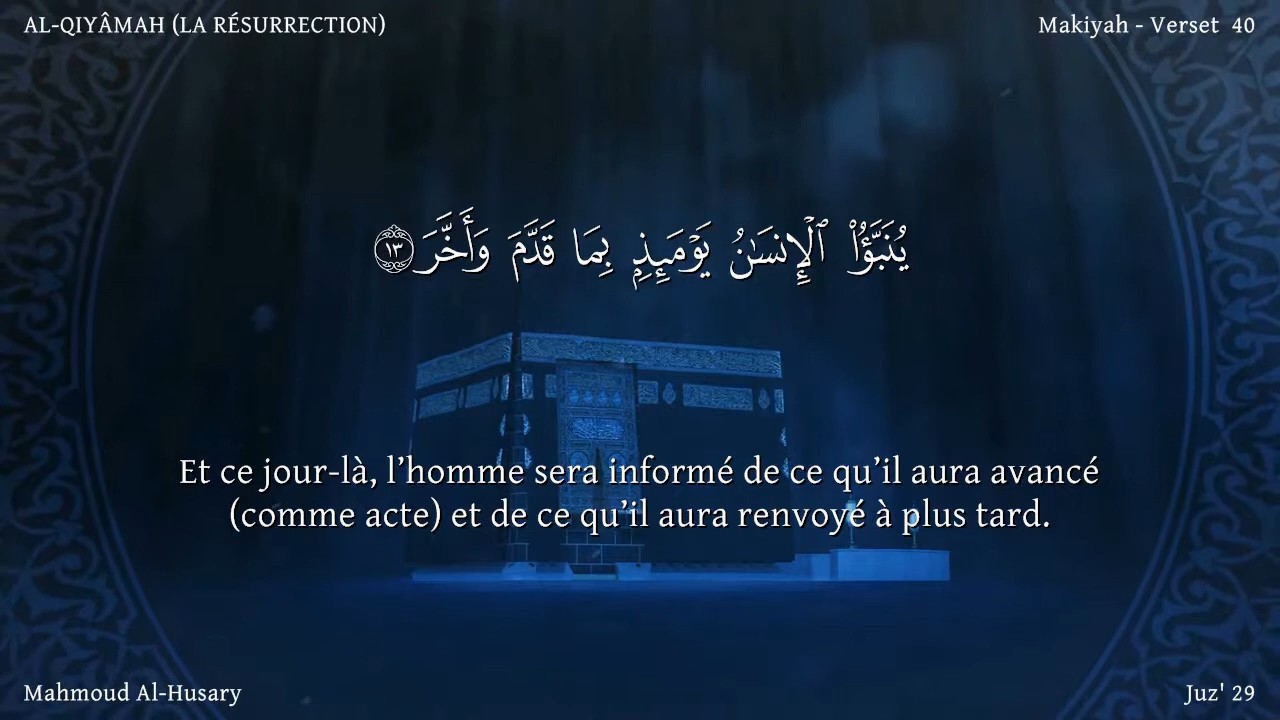 AL-QIYÂMAH (LA RÉSURRECTION)
Makiyah - Verset 40
يُنَبَّؤُا۟ ٱلْإِنسَـٰنُ يَوْمَئِذٍۭ بِمَا قَدَّمَ وَأَخَّرَ ١٣
Et ce jour-là, l’homme sera informé de ce qu’il aura avancé
(comme acte) et de ce qu’il aura renvoyé à plus tard.
Mahmoud Al-Husary
Juz' 29